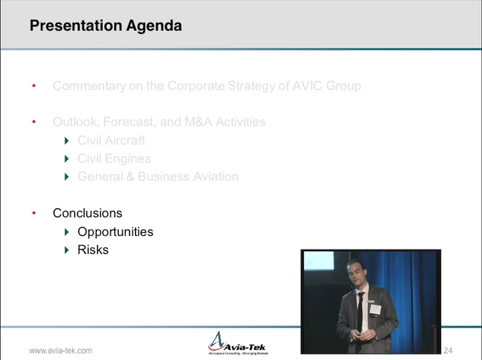 Presentation Agenda
Commentary on the Corporate Strategy of AVIC Group
Outlook, Forecast, and M&A Activities
Civil Aircraft
Civil Engines
General & Business Aviation
Conclusions
Opportunities
Risks
www.avia-tek.com
Avia-Tek
24